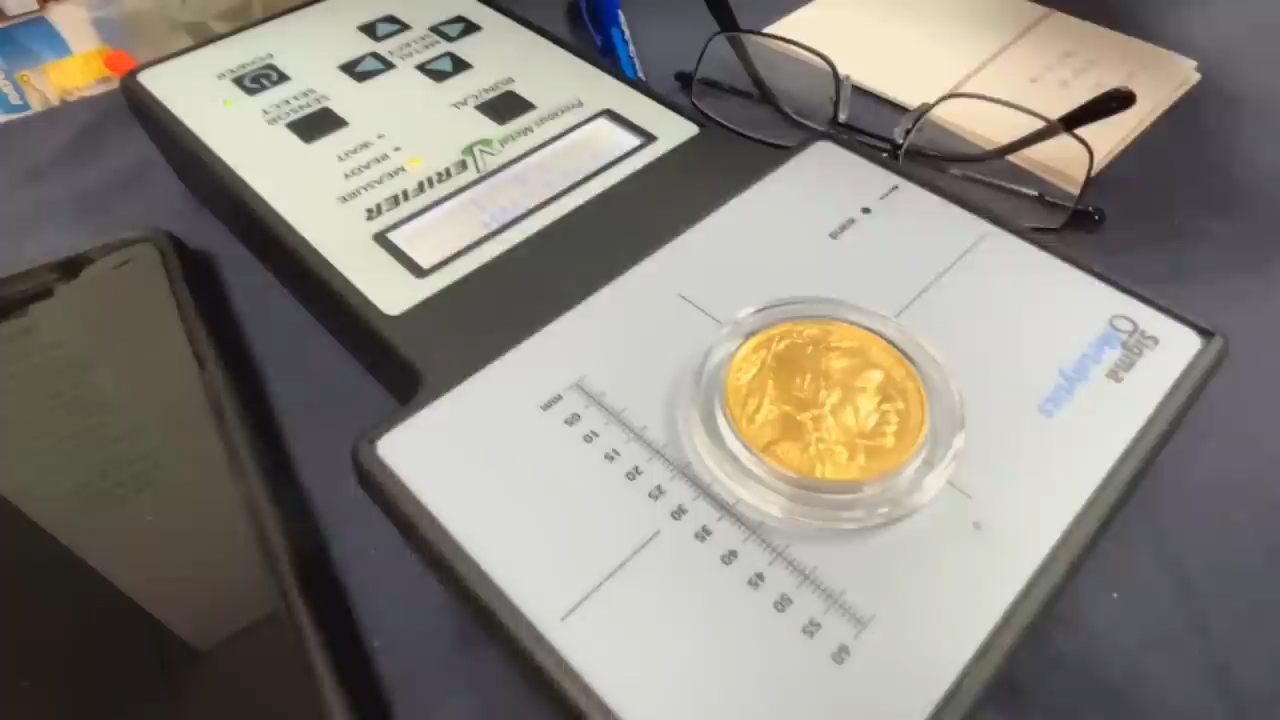 Sigma
Metalytics
Precious Metal
VERIFIER
MEASURE
READY
WAIT
RUN/CAL
SENSOR
SELECT
METAL
SELECT
POWER
mm
05 10 15 20 25 30 35 40 45 50 55 60